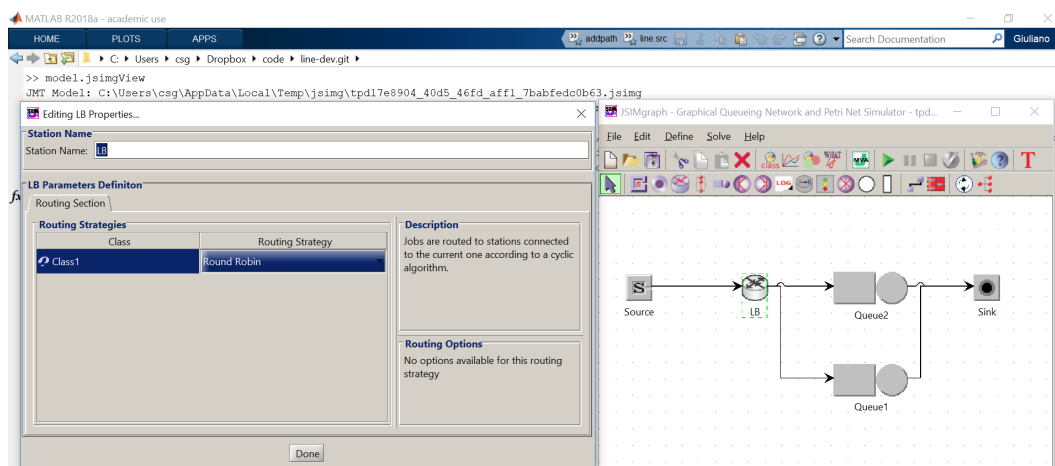 MATLAB R2018a - academic use
HOME PLOTS APPS addpath line.src Search Documentation Giuliano
C: Users csg Dropbox code line-dev.git
>> model.jsimgView
JMT Model: C:\Users\csg\AppData\Local\Temp\jsimg\tpd17e8904_40d5_46fd_aff1_7babfedc0b63.jsimg
Editing LB Properties...
Station Name
Station Name: LB
LB Parameters Definiton
fx
Routing Section
Routing Strategies
Class Routing Strategy
Class1 Round Robin
Description
Jobs are routed to stations connected
to the current one according to a cyclic
algorithm.
Routing Options
No options available for this routing
strategy
Done
JSIMgraph - Graphical Queueing Network and Petri Net Simulator - tpd...
File Edit Define Solve Help
class WHAT IF MVA T
S LOG
S
Source
LB
Queue2
Sink
Queue1